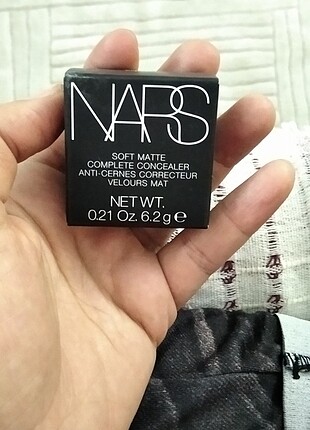 NARS
SOFT MATTE
COMPLETE CONCEALER
ANTI-CERNES CORRECTEUR
VELOURS MAT
NET WT.
0.21 Oz. 6.2 g ℮